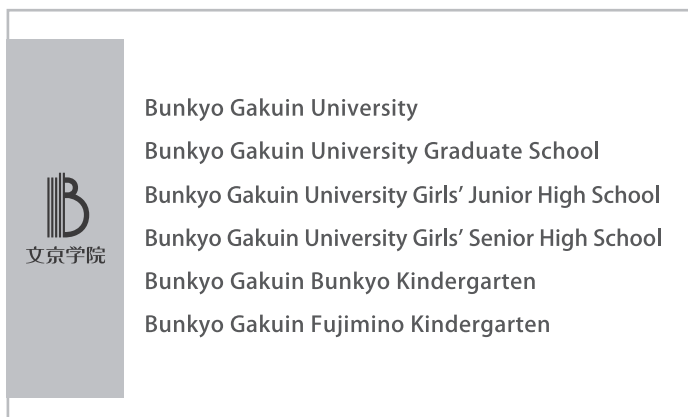 B
文京学院
Bunkyo Gakuin University
Bunkyo Gakuin University Graduate School
Bunkyo Gakuin University Girls’ Junior High School
Bunkyo Gakuin University Girls’ Senior High School
Bunkyo Gakuin Bunkyo Kindergarten
Bunkyo Gakuin Fujimino Kindergarten